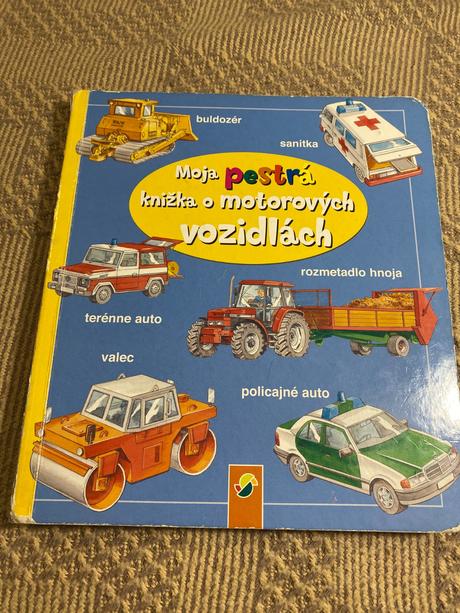 buldozér
sanitka
Moja pestrá
knižka o motorových
vozidlách
rozmetadlo hnoja
terénne auto
valec
policajné auto